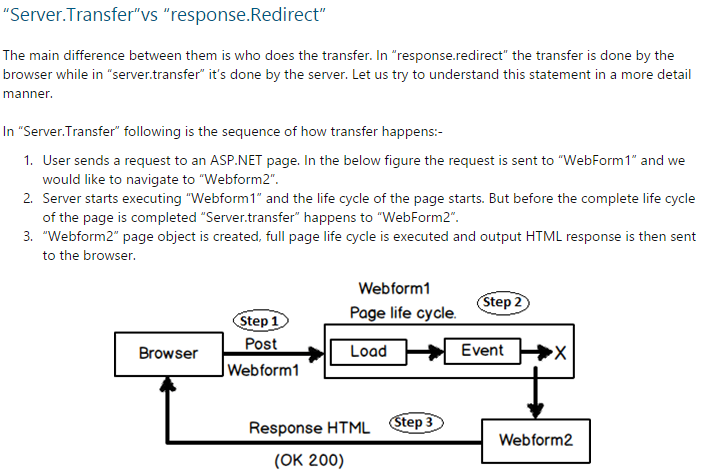 “Server.Transfer”vs “response.Redirect”
The main difference between them is who does the transfer. In “response.redirect” the transfer is done by the
browser while in “server.transfer” it’s done by the server. Let us try to understand this statement in a more detail
manner.
In “Server.Transfer” following is the sequence of how transfer happens:-
1. User sends a request to an ASP.NET page. In the below figure the request is sent to “WebForm1” and we
would like to navigate to “Webform2”.
2. Server starts executing “Webform1” and the life cycle of the page starts. But before the complete life cycle
of the page is completed “Server.transfer” happens to “WebForm2”.
3. “Webform2” page object is created, full page life cycle is executed and output HTML response is then sent
to the browser.
Webform1
Page life cycle.
Step 2
Step 1
Post
Webform1
Browser
Load
Event
X
Response HTML
(OK 200)
Step 3
Webform2